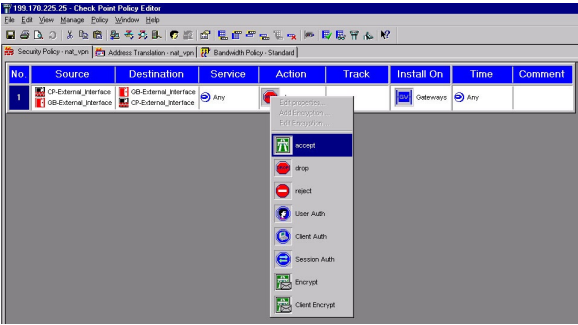 199.170.225.25 - Check Point Policy Editor
File Edit View Manage Policy Window Help
Security Policy - nat_vpn Address Translation - nat_vpn Bandwidth Policy - Standard
No. Source Destination Service Action Track Install On Time Comment
1 CP-External_Interface GB-External_Interface Any Gateways Any
GB-External_Interface CP-External_Interface
Edit properties...
Add Encryption...
Edit Encryption...
accept
drop
reject
User Auth
Client Auth
Session Auth
Encrypt
Client Encrypt